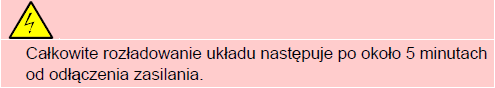 Całkowite rozładowanie układu następuje po około 5 minutach
od odłączenia zasilania.